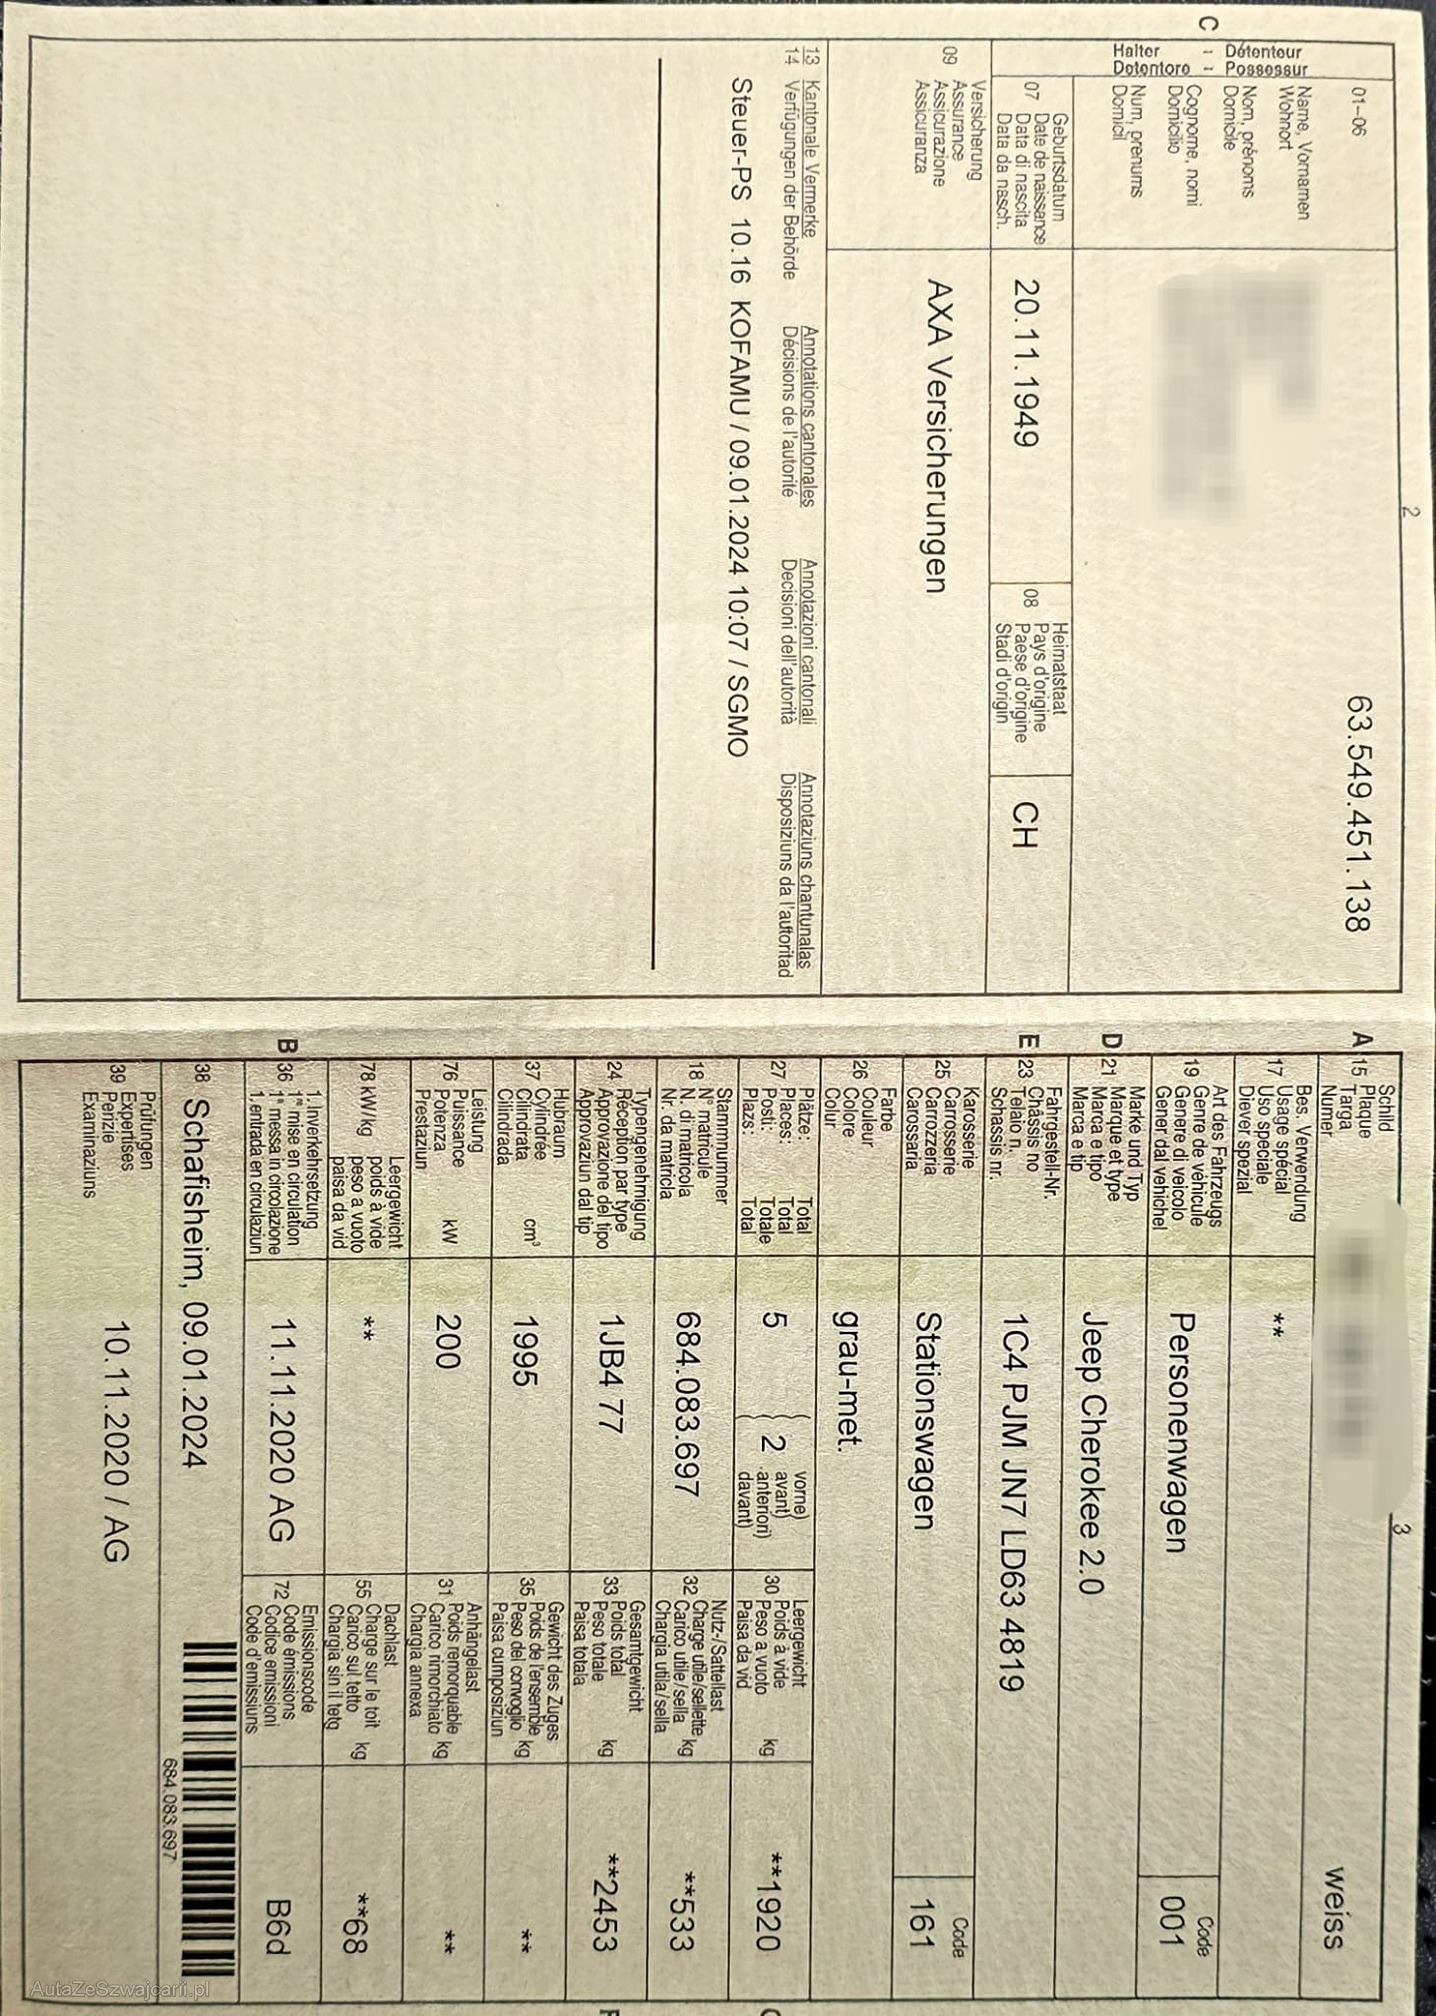 2
C
Halter - Détenteur
Detentore - Possessur
01-06
63.549.451.138
Name, Vornamen
Wohnort
Nom, prénoms
Domicile
Cognome, nomi
Domicilio
Num, prenums
Domicil
07
Geburtsdatum
Date de naissance
Data di nascita
Data da nasch.
20.11.1949
08
Heimatstaat
Pays d'origine
Paese d'origine
Stadi d'origin
CH
09
Versicherung
Assurance
Assicurazione
Assicuranza
AXA Versicherungen
13 Kantonale Vermerke Annotations cantonales Annotazioni cantonali Annotaziuns chantunalas
14 Verfügungen der Behörde Décisions de l'autorité Decisioni dell'autorità Disposiziuns da l'autoritad
Steuer-PS 10.16 KOFAMU / 09.01.2024 10:07 / SGMO
3
A 15
Schild
Plaque
Targa
Numer
weiss
17
Bes. Verwendung
Usage spécial
Uso speciale
Diever spezial
**
19
Art des Fahrzeugs
Genre de véhicule
Genere di veicolo
Gener dal vehichel
Personenwagen
Code
001
D 21
Marke und Typ
Marque et type
Marca e tipo
Marca e tip
Jeep Cherokee 2.0
E 23
Fahrgestell-Nr.
Châssis no
Telaio n.
Schassis nr.
1C4 PJM JN7 LD63 4819
25
Karosserie
Carrosserie
Carrozzeria
Carossaria
Stationswagen
Code
161
26
Farbe
Couleur
Colore
Colur
grau-met.
27
Plätze: Total
Places: Total
Posti: Totale
Plazs: Total
5
2
vorne)
avant)
anteriori)
davant)
30
Leergewicht
Poids à vide
Peso a vuoto
Paisa da vid
kg
**1920
18
Stammnummer
N° matricule
N. di matricola
Nr. da matricla
684.083.697
32
Nutz-/Sattellast
Charge utile/sellette
Carico utile/sella
Chargia utila/sella
kg
**533
24
Typengenehmigung
Réception par type
Approvazione del tipo
Approvaziun dal tip
1JB4 77
33
Gesamtgewicht
Poids total
Peso totale
Paisa totala
kg
**2453
37
Hubraum
Cylindrée
Cilindrata
Cilindrada
cm³
1995
35
Gewicht des Zuges
Poids de l'ensemble
Peso del convoglio
Paisa cumposiziun
kg
**
76
Leistung
Puissance
Potenza
Prestaziun
kW
200
31
Anhängelast
Poids remorquable
Carico rimorchiato
Chargia annexa
kg
**
78 kW/kg
Leergewicht
poids à vide
peso a vuoto
paisa da vid
**
55
Dachlast
Charge sur le toit
Carico sul tetto
Chargia sin il tetg
kg
**68
B 36
1. Inverkehrsetzung
1re mise en circulation
1a messa in circolazione
1. entrada en circulaziun
11.11.2020 AG
72
Emissionscode
Code émissions
Codice emissioni
Code d'emissiuns
B6d
38
Schafisheim, 09.01.2024
684.083.697
39
Prüfungen
Expertises
Perizie
Examinaziuns
10.11.2020 / AG
AutaZeSzwajcarii.pl